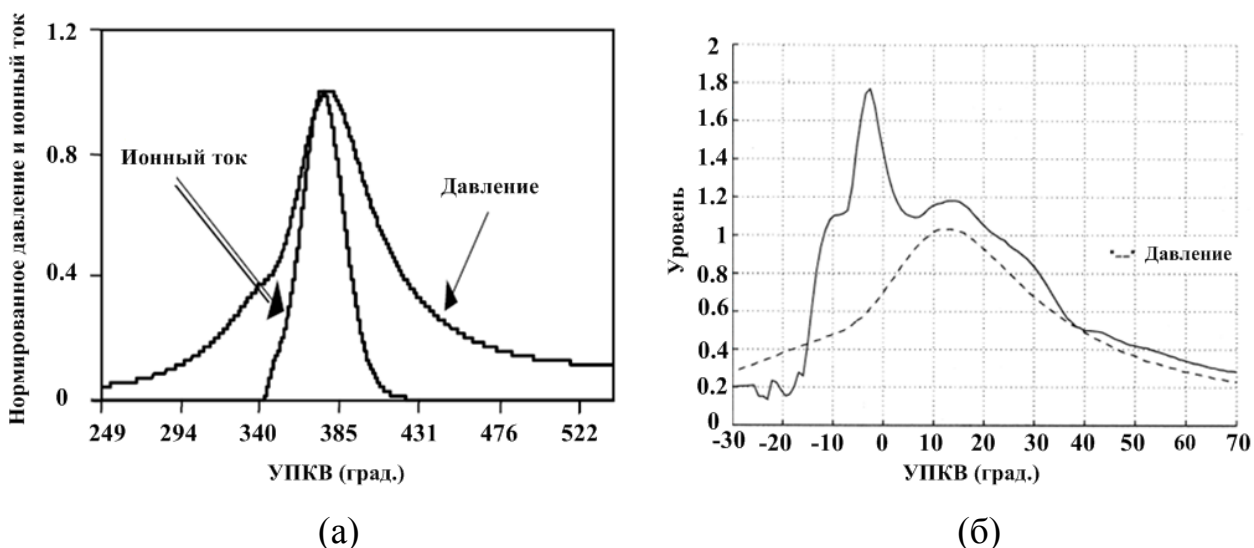 Нормированное давление и ионный ток
1.2
0.8
0.4
0
Ионный ток
Давление
249 294 340 385 431 476 522
УПКВ (град.)
(а)
Уровень
2
1.8
1.6
1.4
1.2
1
0.8
0.6
0.4
0.2
0
Давление
-30 -20 -10 0 10 20 30 40 50 60 70
УПКВ (град.)
(б)